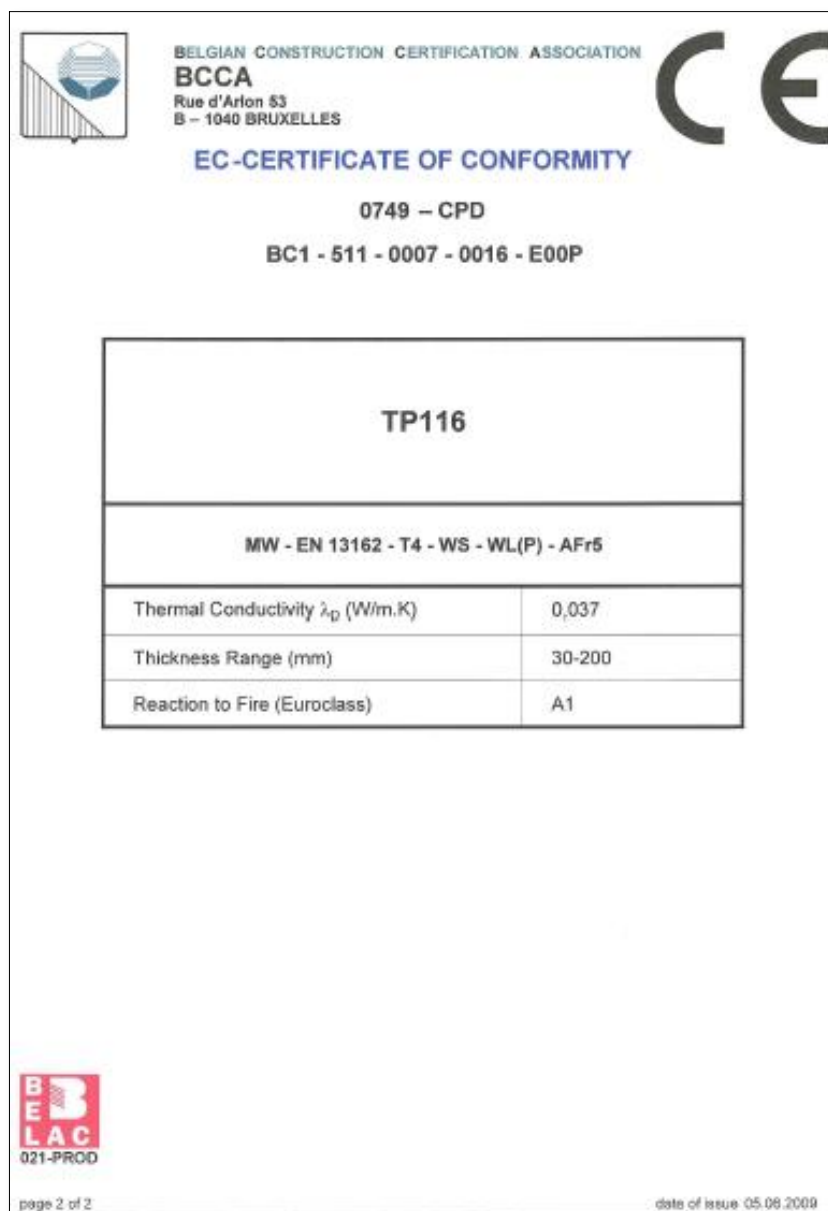 BELGIAN CONSTRUCTION CERTIFICATION ASSOCIATION
BCCA
Rue d'Arlon 53
B – 1040 BRUXELLES
CE
EC-CERTIFICATE OF CONFORMITY
0749 – CPD
BC1 - 511 - 0007 - 0016 - E00P
TP116
MW - EN 13162 - T4 - WS - WL(P) - AFr5
Thermal Conductivity λD (W/m.K) 0,037
Thickness Range (mm) 30-200
Reaction to Fire (Euroclass) A1
B
E
LAC
021-PROD
page 2 of 2 date of issue 05.08.2009